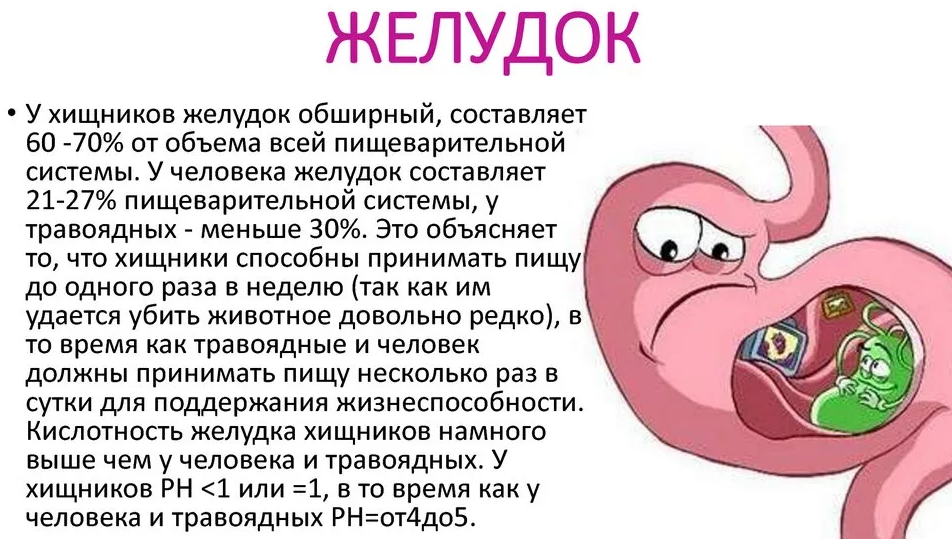 ЖЕЛУДОК
• У хищников желудок обширный, составляет
60 -70% от объема всей пищеварительной
системы. У человека желудок составляет
21-27% пищеварительной системы, у
травоядных - меньше 30%. Это объясняет
то, что хищники способны принимать пищу
до одного раза в неделю (так как им
удается убить животное довольно редко), в
то время как травоядные и человек
должны принимать пищу несколько раз в
сутки для поддержания жизнеспособности.
Кислотность желудка хищников намного
выше чем у человека и травоядных. У
хищников PH <1 или =1, в то время как у
человека и травоядных PH=от4до5.